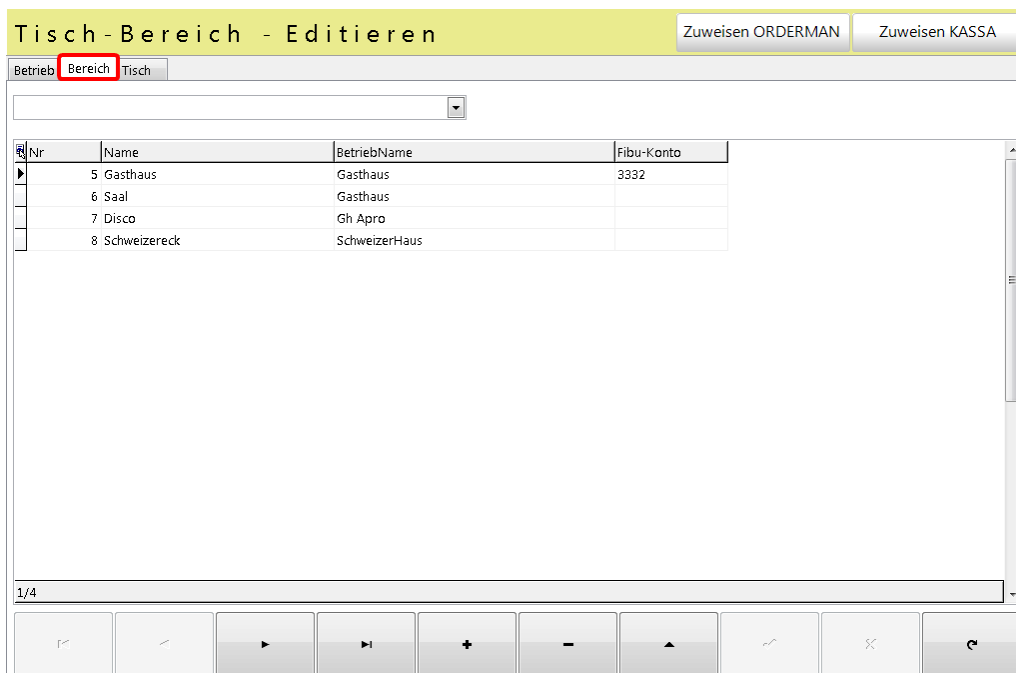 Tisch-Bereich - Editieren
Zuweisen ORDERMAN
Zuweisen KASSA
Betrieb Bereich Tisch
Nr Name BetriebName Fibu-Konto
5 Gasthaus Gasthaus 3332
6 Saal Gasthaus
7 Disco Gh Apro
8 Schweizereck SchweizerHaus
1/4